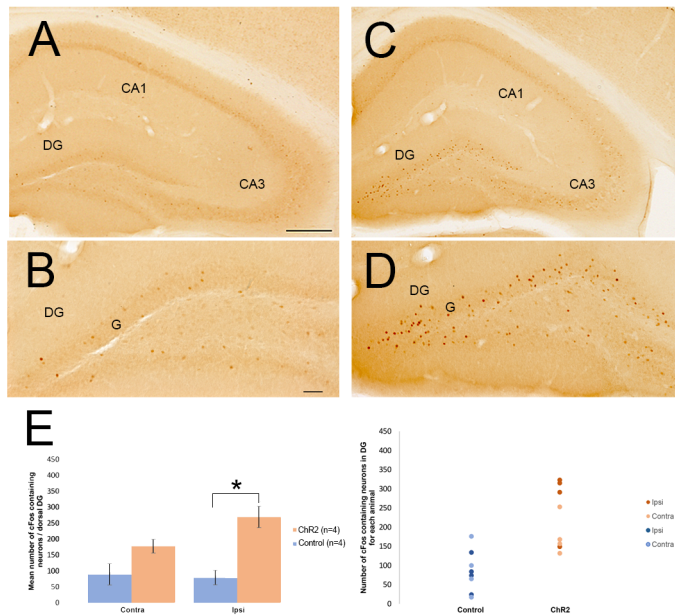 A
CA1
DG
CA3
C
CA1
DG
CA3
B
DG
G
D
DG
G
E
Mean number of cFos containing
neurons / dorsal DG
450
400
350
300
250
200
150
100
50
0
*
Contra
Ipsi
ChR2 (n=4)
Control (n=4)
Number of cFos containing neurons in DG
for each animal
450
400
350
300
250
200
150
100
50
0
Control
ChR2
Ipsi
Contra
Ipsi
Contra